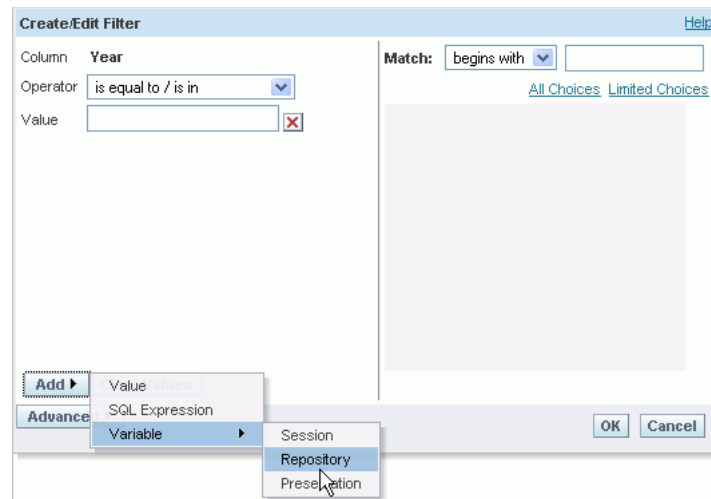 Create/Edit Filter Help
Column Year
Operator is equal to / is in
Value
Match: begins with
All Choices Limited Choices
Add
Value
SQL Expression
Variable
Advance
Session
Repository
Presentation
OK Cancel